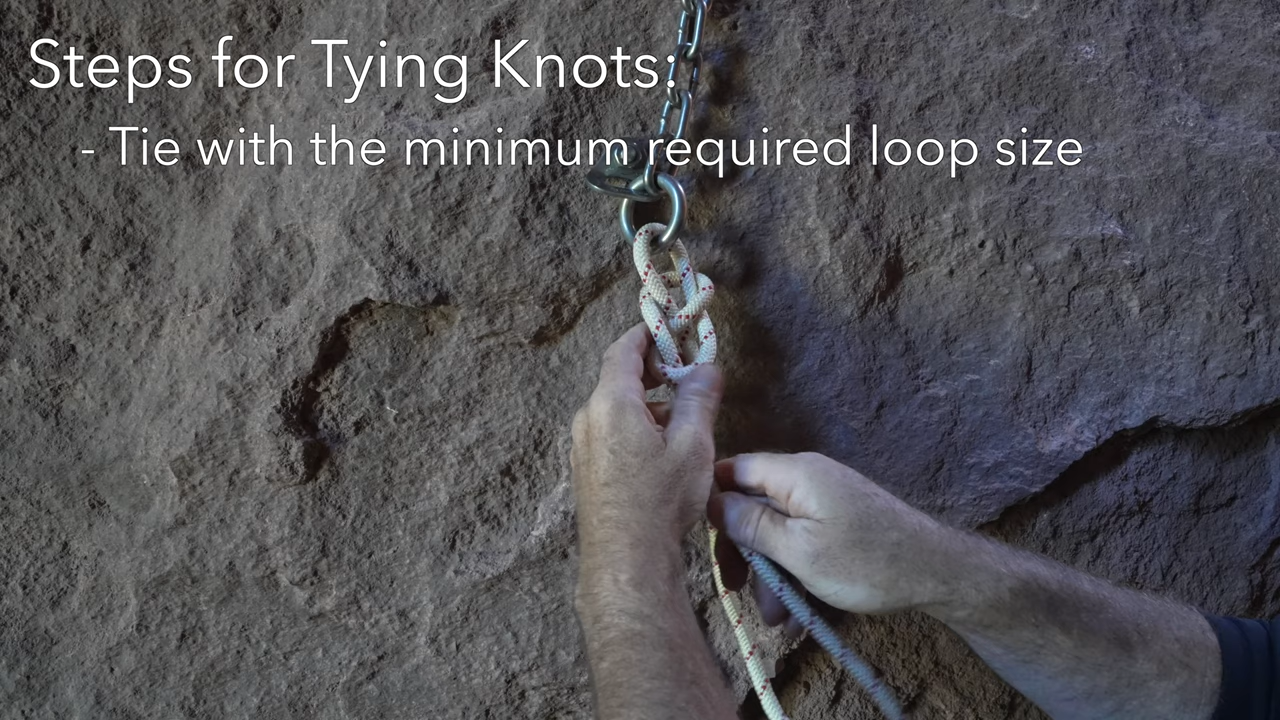 Steps for Tying Knots:
- Tie with the minimum required loop size